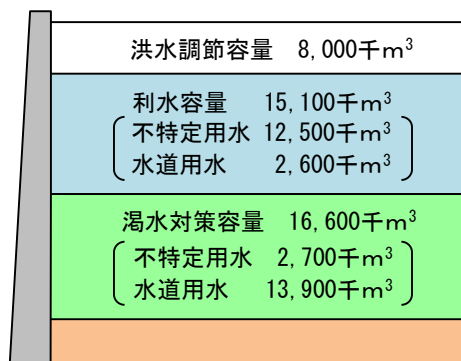 洪水調節容量 8,000千m³
利水容量 15,100千m³
不特定用水 12,500千m³
水道用水 2,600千m³
渇水対策容量 16,600千m³
不特定用水 2,700千m³
水道用水 13,900千m³